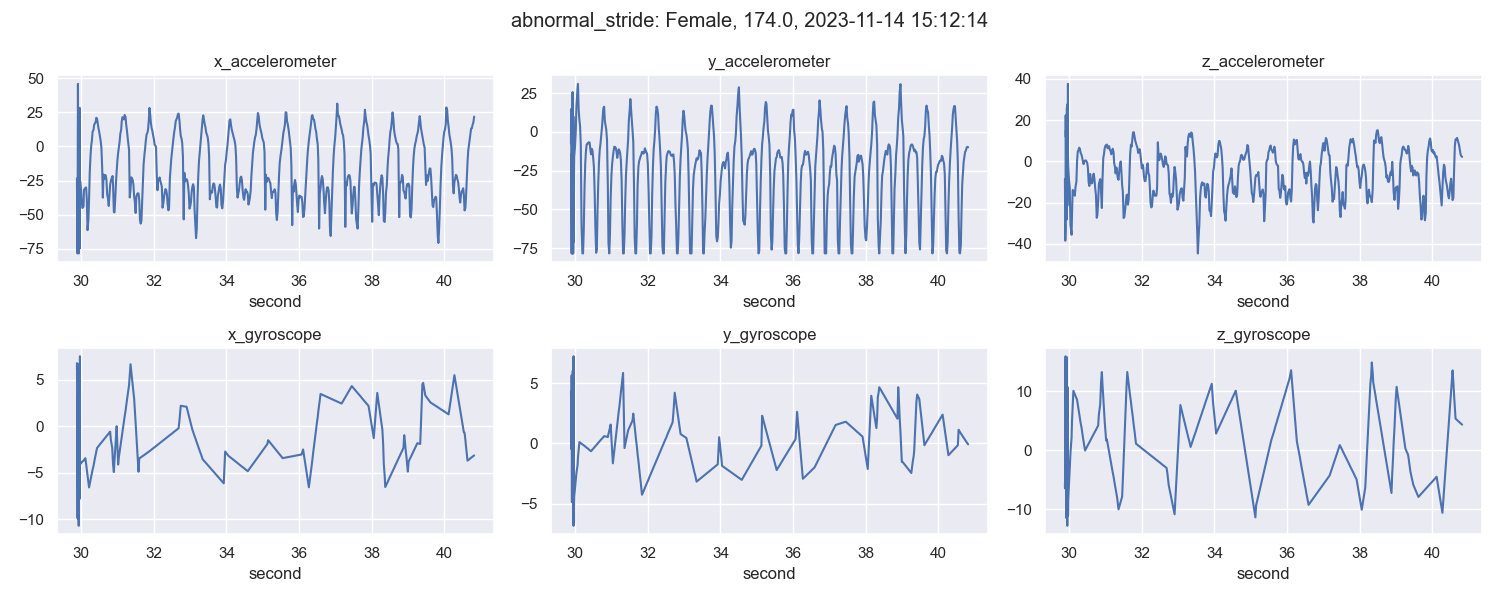 abnormal_stride: Female, 174.0, 2023-11-14 15:12:14
x_accelerometer
50
25
0
−25
−50
−75
30 32 34 36 38 40
second
y_accelerometer
25
0
−25
−50
−75
30 32 34 36 38 40
second
z_accelerometer
40
20
0
−20
−40
30 32 34 36 38 40
second
x_gyroscope
5
0
−5
−10
30 32 34 36 38 40
second
y_gyroscope
5
0
−5
30 32 34 36 38 40
second
z_gyroscope
10
0
−10
30 32 34 36 38 40
second